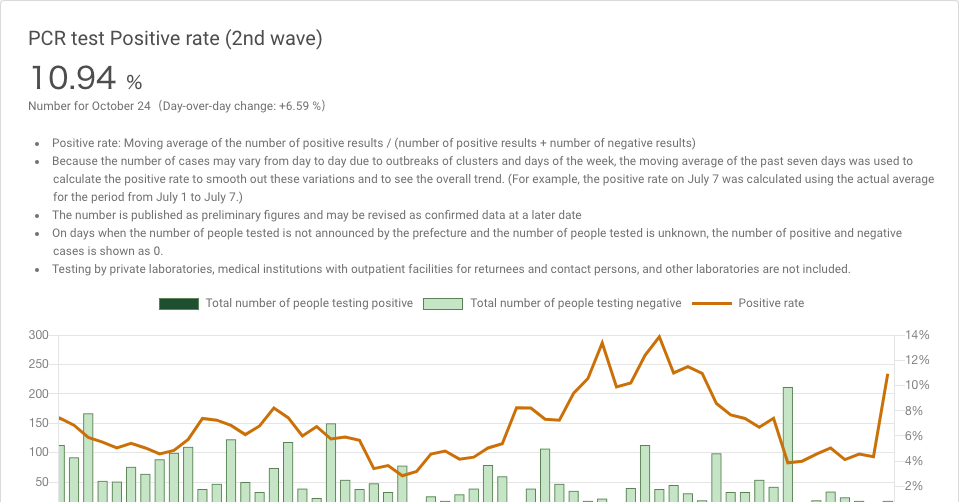 PCR test Positive rate (2nd wave)
10.94 %
Number for October 24（Day-over-day change: +6.59 %）
• Positive rate: Moving average of the number of positive results / (number of positive results + number of negative results)
• Because the number of cases may vary from day to day due to outbreaks of clusters and days of the week, the moving average of the past seven days was used to
calculate the positive rate to smooth out these variations and to see the overall trend. (For example, the positive rate on July 7 was calculated using the actual average
for the period from July 1 to July 7.)
• The number is published as preliminary figures and may be revised as confirmed data at a later date
• On days when the number of people tested is not announced by the prefecture and the number of people tested is unknown, the number of positive and negative
cases is shown as 0.
• Testing by private laboratories, medical institutions with outpatient facilities for returnees and contact persons, and other laboratories are not included.
Total number of people testing positive Total number of people testing negative Positive rate
300 14%
250 12%
200 10%
150 8%
100 6%
50 4%
2%